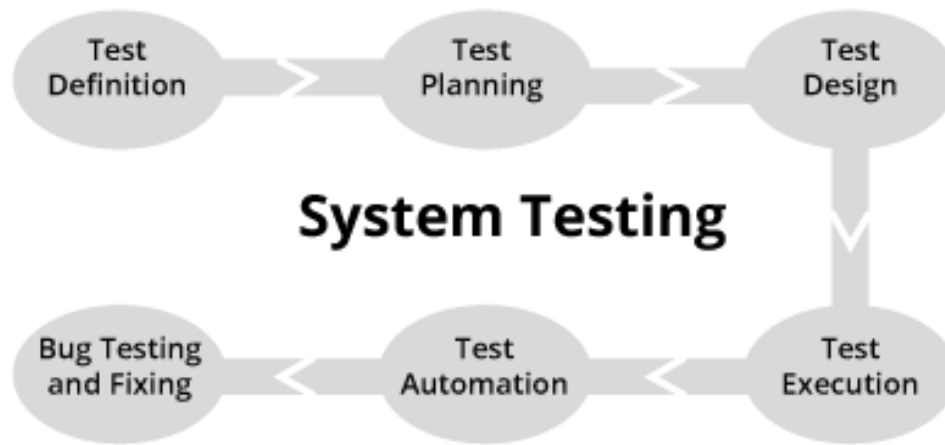 Test
Definition
Test
Planning
Test
Design
System Testing
Bug Testing
and Fixing
Test
Automation
Test
Execution